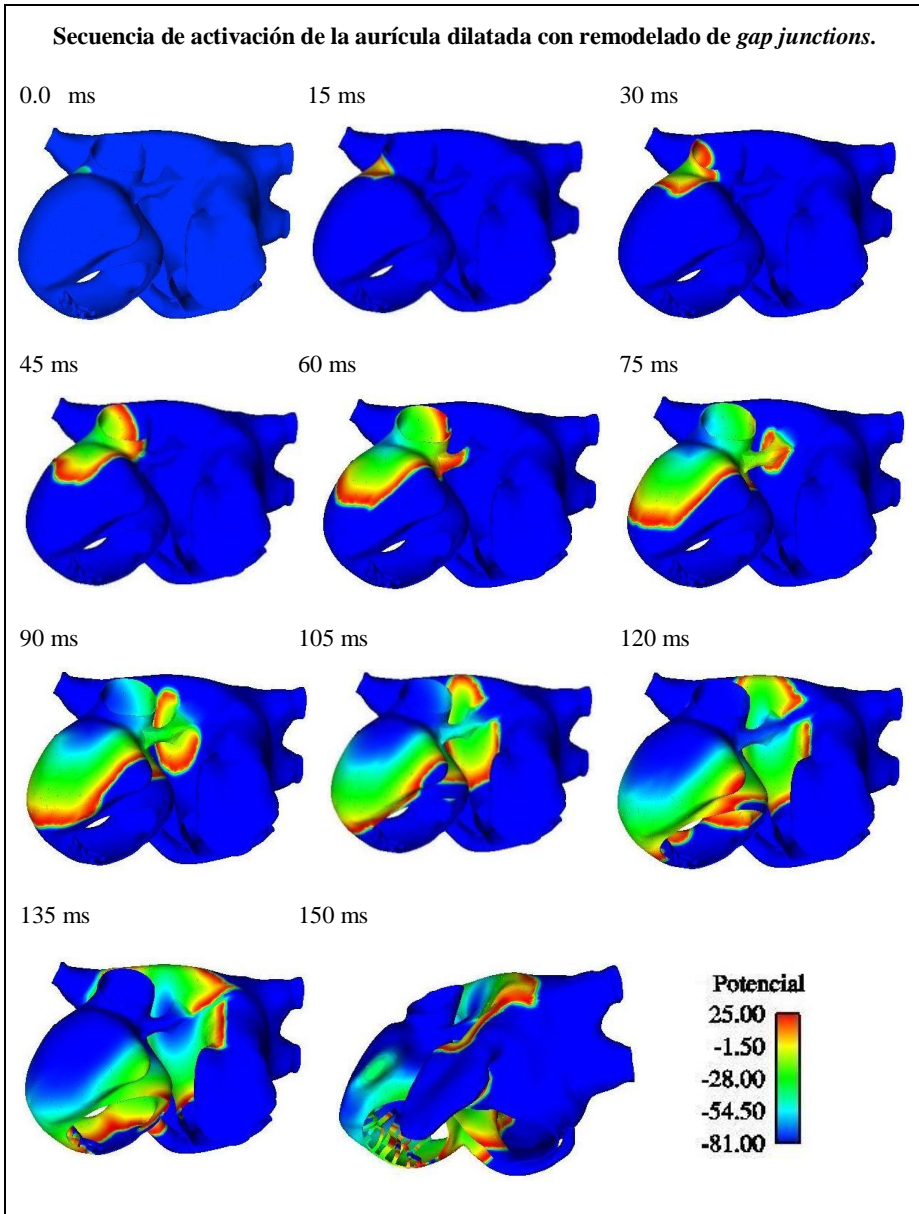 Secuencia de activación de la aurícula dilatada con remodelado de gap junctions.
0.0 ms
15 ms
30 ms
45 ms
60 ms
75 ms
90 ms
105 ms
120 ms
135 ms
150 ms
Potencial
25.00
-1.50
-28.00
-54.50
-81.00